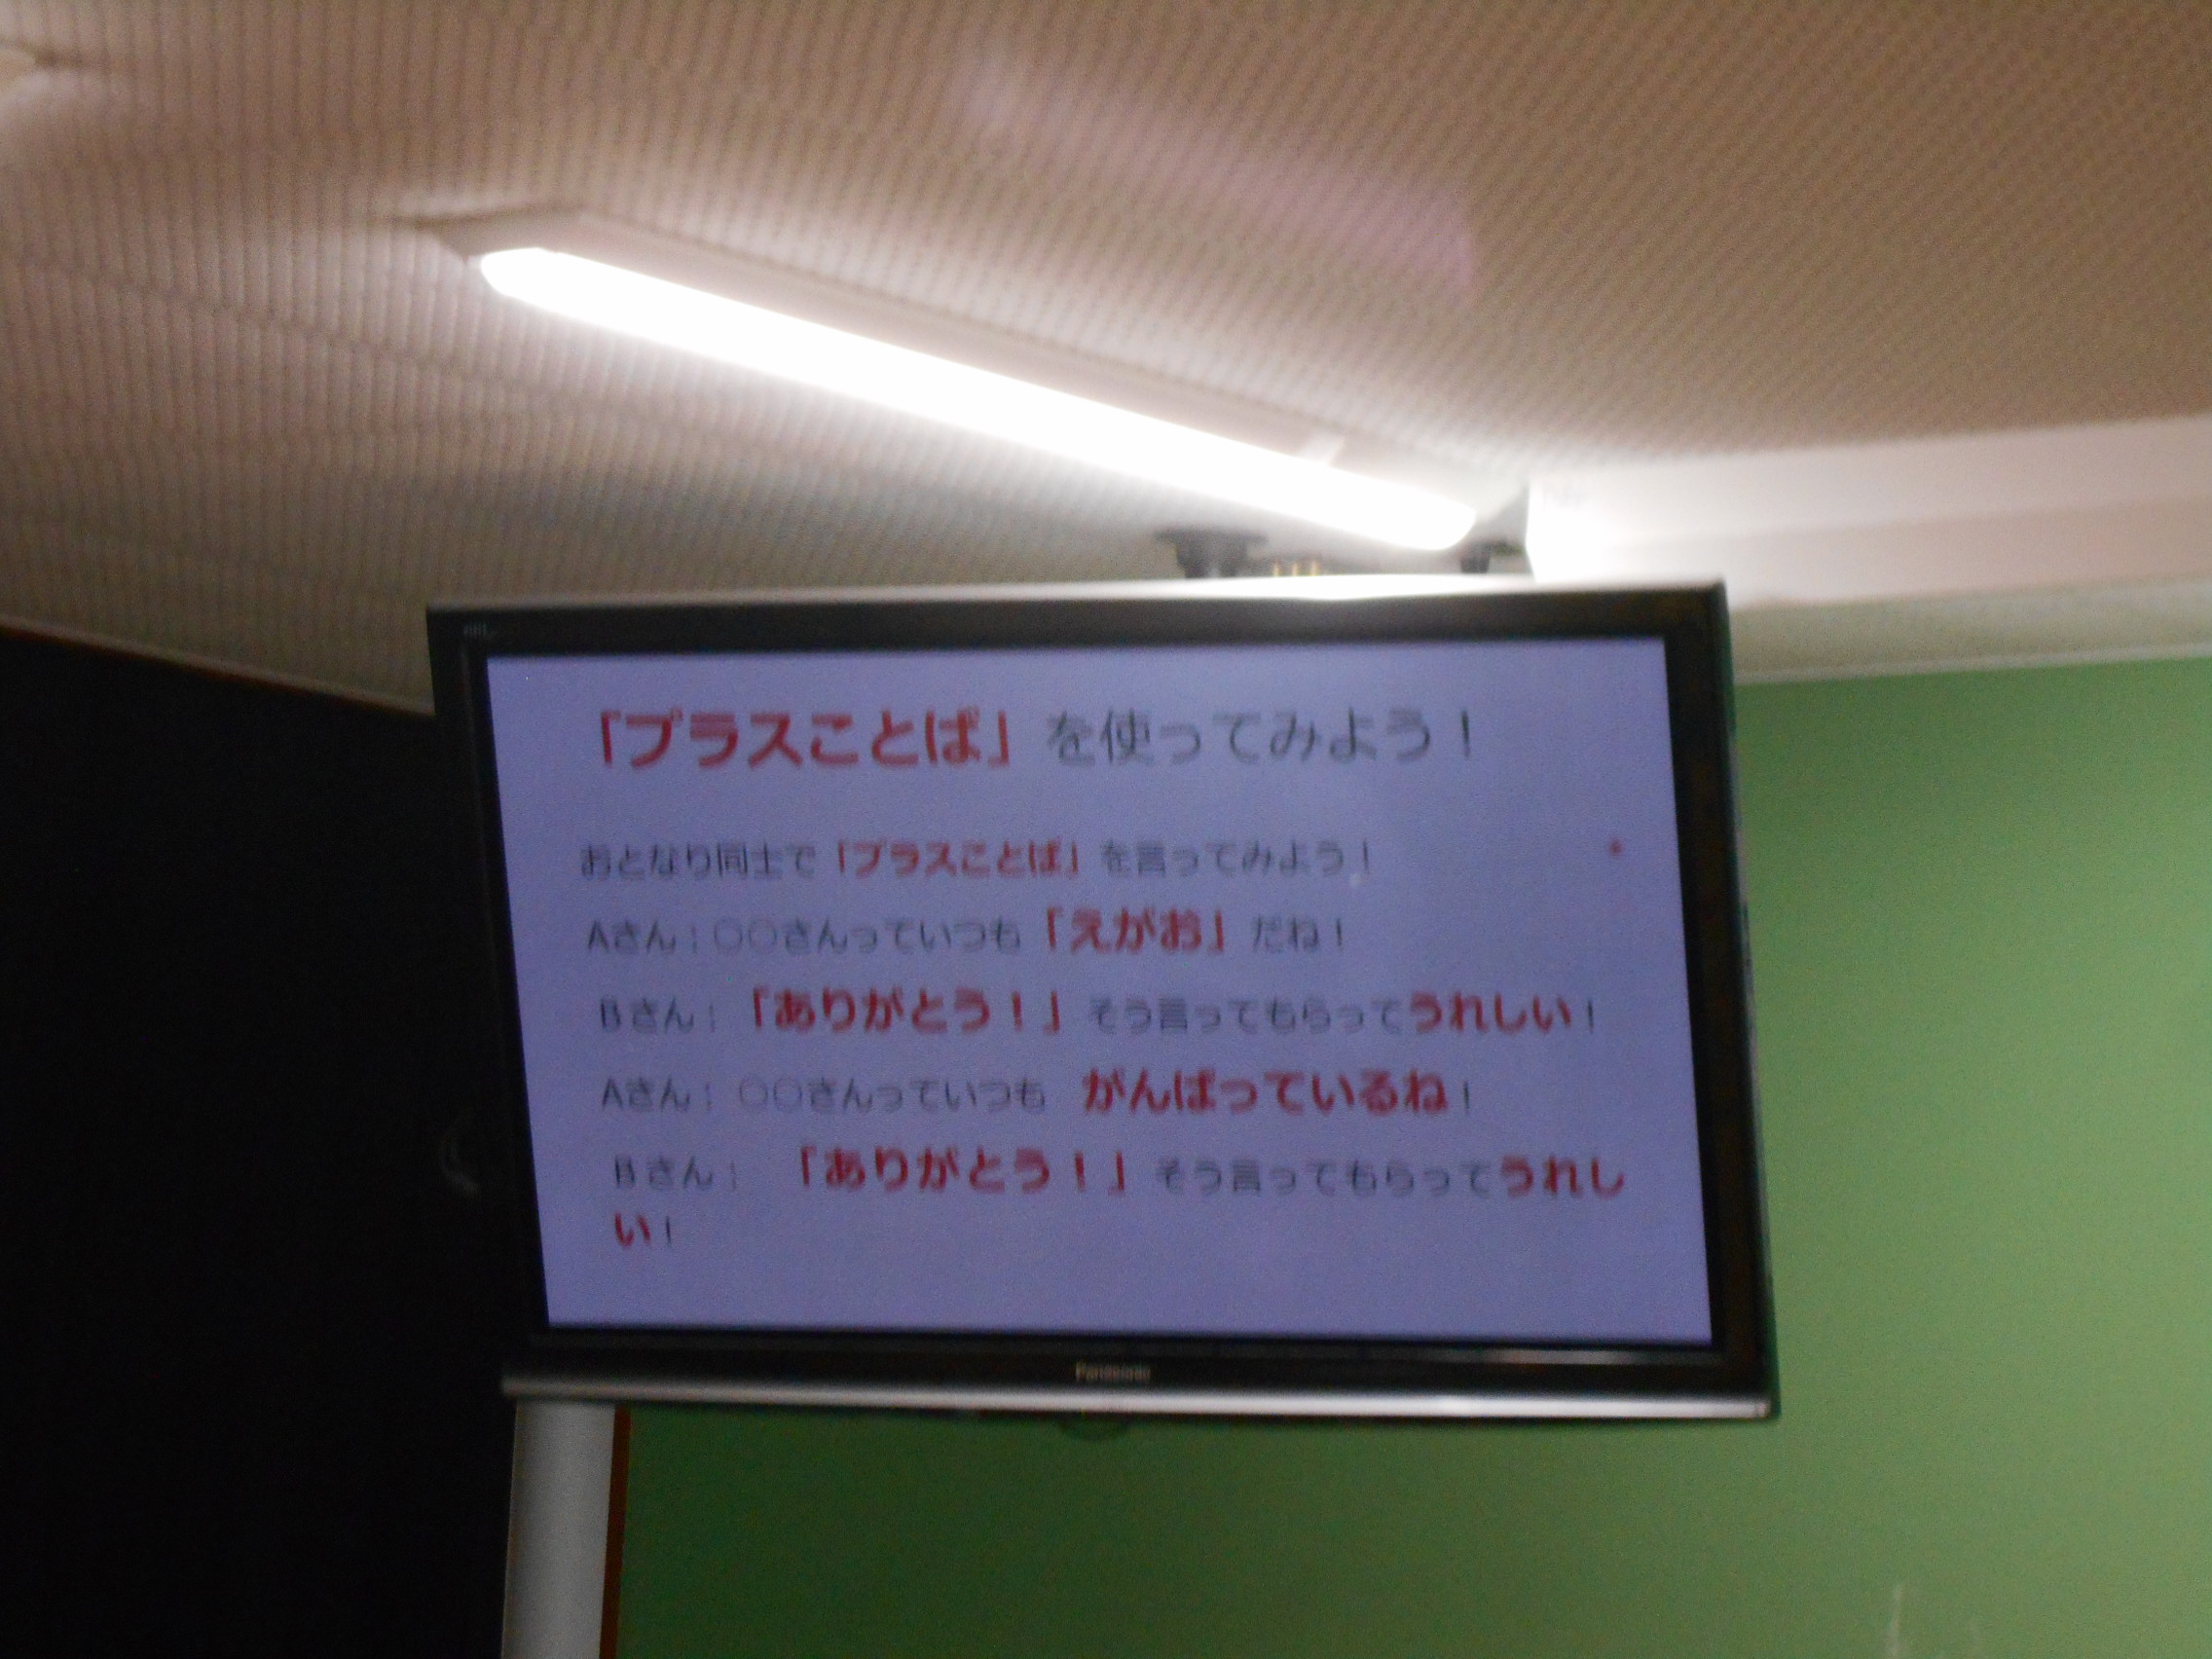 「プラスことば」を使ってみよう！
おとなり同士で「プラスことば」を言ってみよう！
Aさん：○○さんっていつも「えがお」だね！
Bさん：「ありがとう！」そう言ってもらってうれしい！
Aさん：○○さんっていつも がんばっているね！
Bさん： 「ありがとう！」そう言ってもらってうれし
い！
Panasonic